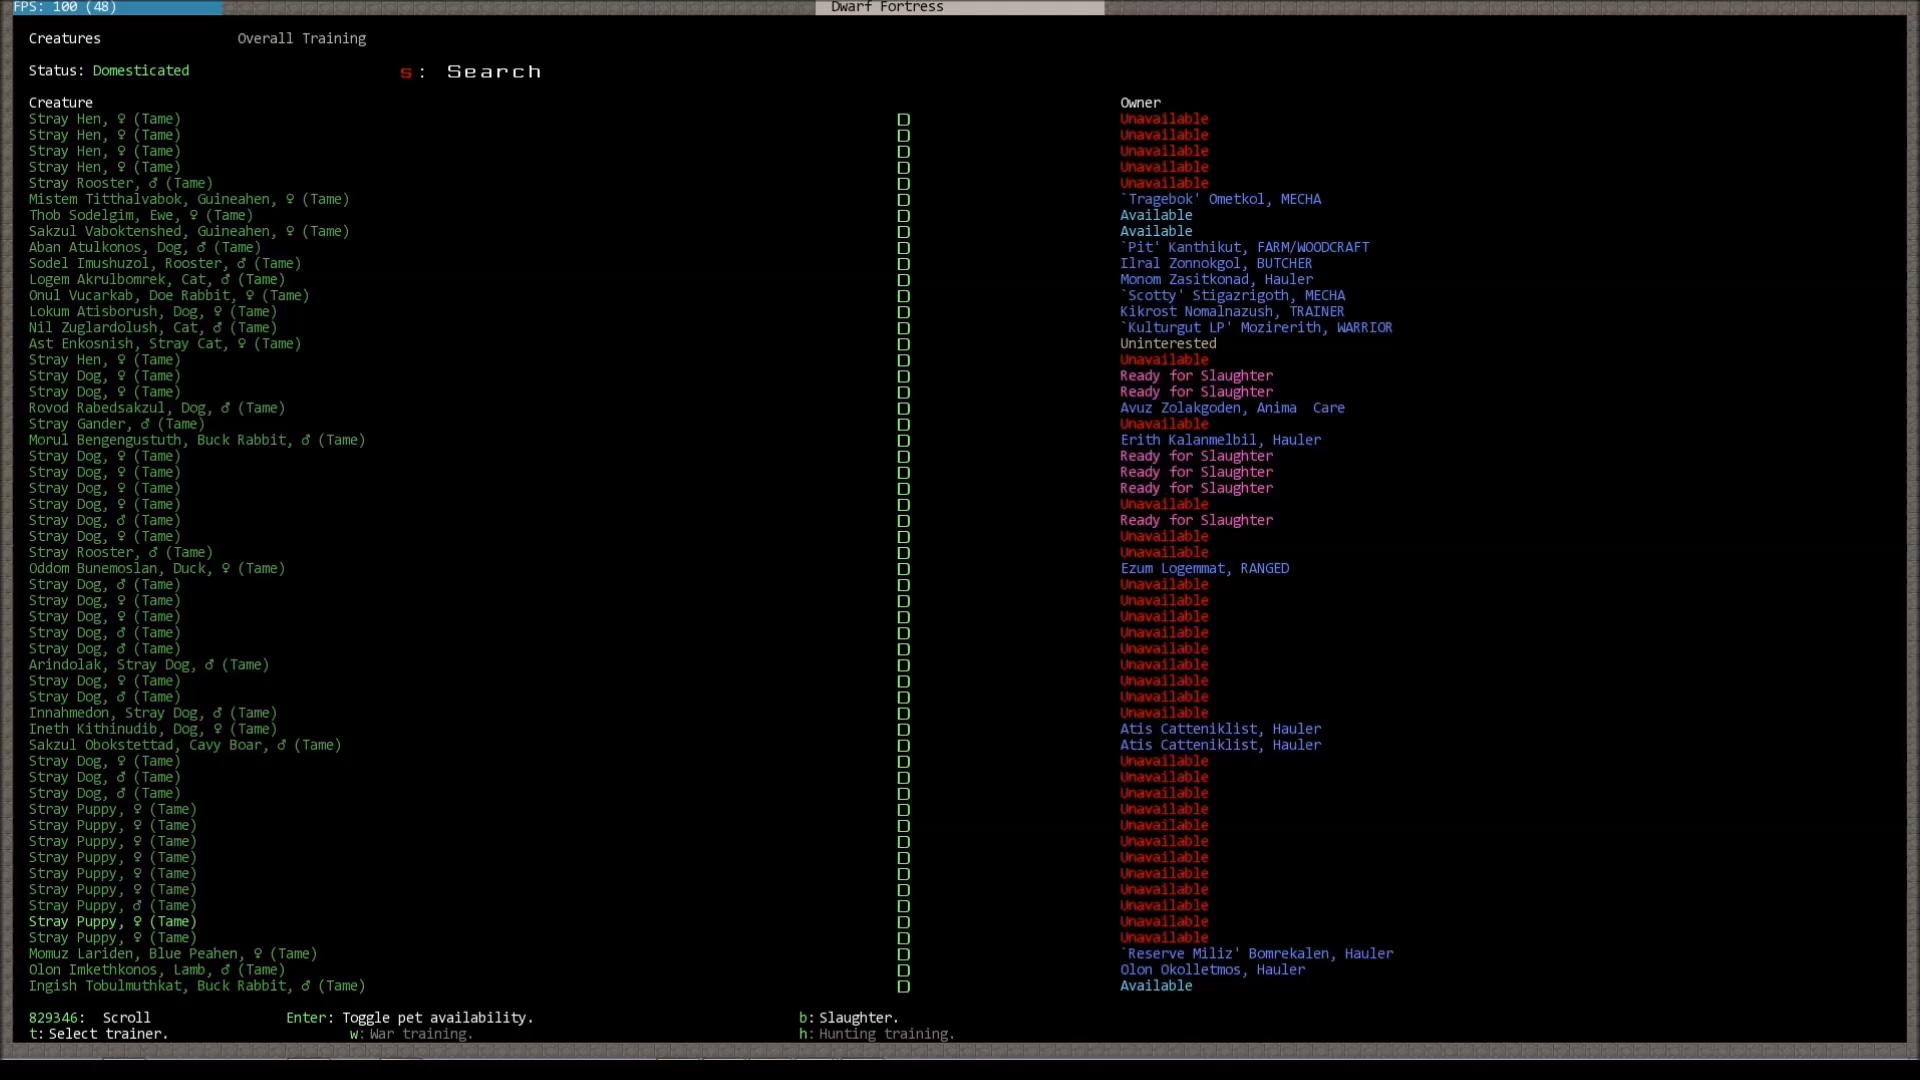 FPS: 100 (48) Dwarf Fortress
Creatures Overall Training
Status: Domesticated s: Search
Creature Owner
Stray Hen, ♀ (Tame) D Unavailable
Stray Hen, ♀ (Tame) D Unavailable
Stray Hen, ♀ (Tame) D Unavailable
Stray Hen, ♀ (Tame) D Unavailable
Stray Rooster, ♂ (Tame) D Unavailable
Mistem Titthalvabok, Guineahen, ♀ (Tame) D `Tragebok' Ometkol, MECHA
Thob Sodelgim, Ewe, ♀ (Tame) D Available
Sakzul Vaboktenshed, Guineahen, ♀ (Tame) D Available
Aban Atulkonos, Dog, ♂ (Tame) D `Pit' Kanthikut, FARM/WOODCRAFT
Sodel Imushuzol, Rooster, ♂ (Tame) D Ilral Zonnokgol, BUTCHER
Logem Akrulbomrek, Cat, ♂ (Tame) D Monom Zasitkonad, Hauler
Onul Vucarkab, Doe Rabbit, ♀ (Tame) D `Scotty' Stigazrigoth, MECHA
Lokum Atisborush, Dog, ♀ (Tame) D Kikrost Nomalnazush, TRAINER
Nil Zuglardolush, Cat, ♂ (Tame) D `Kulturgut LP' Mozirerith, WARRIOR
Ast Enkosnish, Stray Cat, ♀ (Tame) D Uninterested
Stray Hen, ♀ (Tame) D Unavailable
Stray Dog, ♀ (Tame) D Ready for Slaughter
Stray Dog, ♀ (Tame) D Ready for Slaughter
Rovod Rabedsakzul, Dog, ♂ (Tame) D Avuz Zolakgoden, Anima Care
Stray Gander, ♂ (Tame) D Unavailable
Morul Bengengustuth, Buck Rabbit, ♂ (Tame) D Erith Kalanmelbil, Hauler
Stray Dog, ♀ (Tame) D Ready for Slaughter
Stray Dog, ♀ (Tame) D Ready for Slaughter
Stray Dog, ♀ (Tame) D Ready for Slaughter
Stray Dog, ♀ (Tame) D Unavailable
Stray Dog, ♂ (Tame) D Ready for Slaughter
Stray Dog, ♀ (Tame) D Unavailable
Stray Rooster, ♂ (Tame) D Unavailable
Oddom Bunemoslan, Duck, ♀ (Tame) D Ezum Logemmat, RANGED
Stray Dog, ♂ (Tame) D Unavailable
Stray Dog, ♀ (Tame) D Unavailable
Stray Dog, ♀ (Tame) D Unavailable
Stray Dog, ♂ (Tame) D Unavailable
Stray Dog, ♂ (Tame) D Unavailable
Arindolak, Stray Dog, ♂ (Tame) D Unavailable
Stray Dog, ♀ (Tame) D Unavailable
Stray Dog, ♂ (Tame) D Unavailable
Innahmedon, Stray Dog, ♂ (Tame) D Unavailable
Ineth Kithinudib, Dog, ♀ (Tame) D Atis Catteniklist, Hauler
Sakzul Obokstettad, Cavy Boar, ♂ (Tame) D Atis Catteniklist, Hauler
Stray Dog, ♀ (Tame) D Unavailable
Stray Dog, ♂ (Tame) D Unavailable
Stray Dog, ♂ (Tame) D Unavailable
Stray Puppy, ♀ (Tame) D Unavailable
Stray Puppy, ♀ (Tame) D Unavailable
Stray Puppy, ♀ (Tame) D Unavailable
Stray Puppy, ♀ (Tame) D Unavailable
Stray Puppy, ♀ (Tame) D Unavailable
Stray Puppy, ♀ (Tame) D Unavailable
Stray Puppy, ♂ (Tame) D Unavailable
Stray Puppy, ♀ (Tame) D Unavailable
Stray Puppy, ♀ (Tame) D Unavailable
Momuz Lariden, Blue Peahen, ♀ (Tame) D `Reserve Miliz' Bomrekalen, Hauler
Olon Imkethkonos, Lamb, ♂ (Tame) D Olon Okolletmos, Hauler
Ingish Tobulmuthkat, Buck Rabbit, ♂ (Tame) D Available
829346: Scroll Enter: Toggle pet availability. b: Slaughter.
t: Select trainer. w: War training. h: Hunting training.